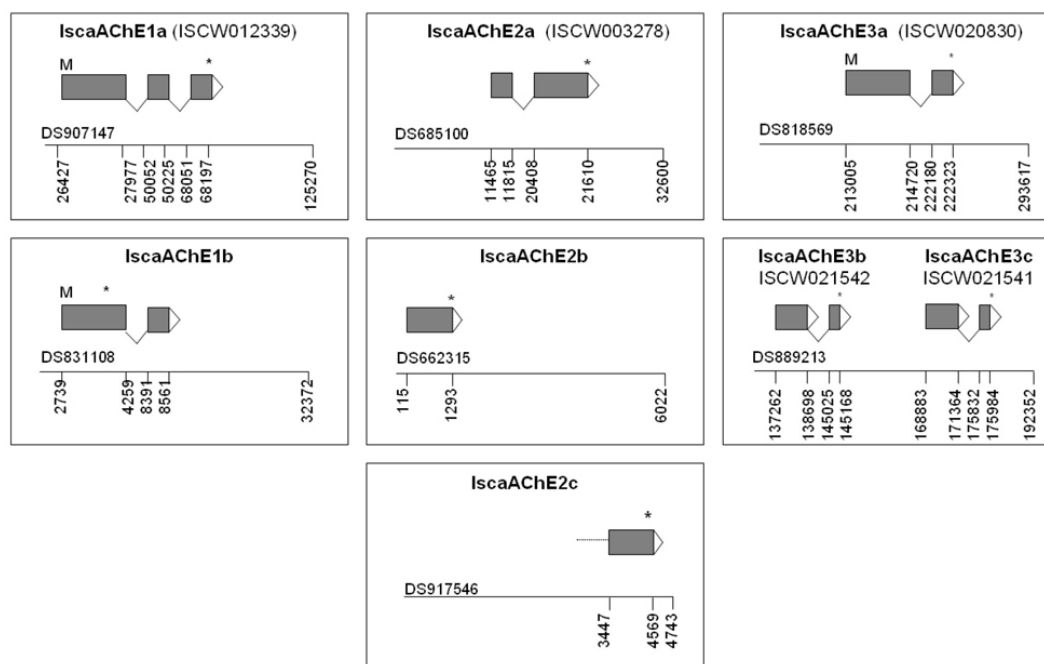 IscaAChE1a (ISCW012339)
M *
DS907147
26427 27977 50052 50225 68051 68197 125270
IscaAChE2a (ISCW003278)
*
DS685100
11465 11815 20408 21610 32600
IscaAChE3a (ISCW020830)
M *
DS818569
213005 214720 222180 222323 293617
IscaAChE1b
M *
DS831108
2739 4259 8391 8561 32372
IscaAChE2b
*
DS662315
115 1293 6022
IscaAChE3b IscaAChE3c
ISCW021542 ISCW021541
* *
DS889213
137262 138698 145025 145168 168883 171364 175832 175984 192352
IscaAChE2c
*
DS917546
3447 4569 4743